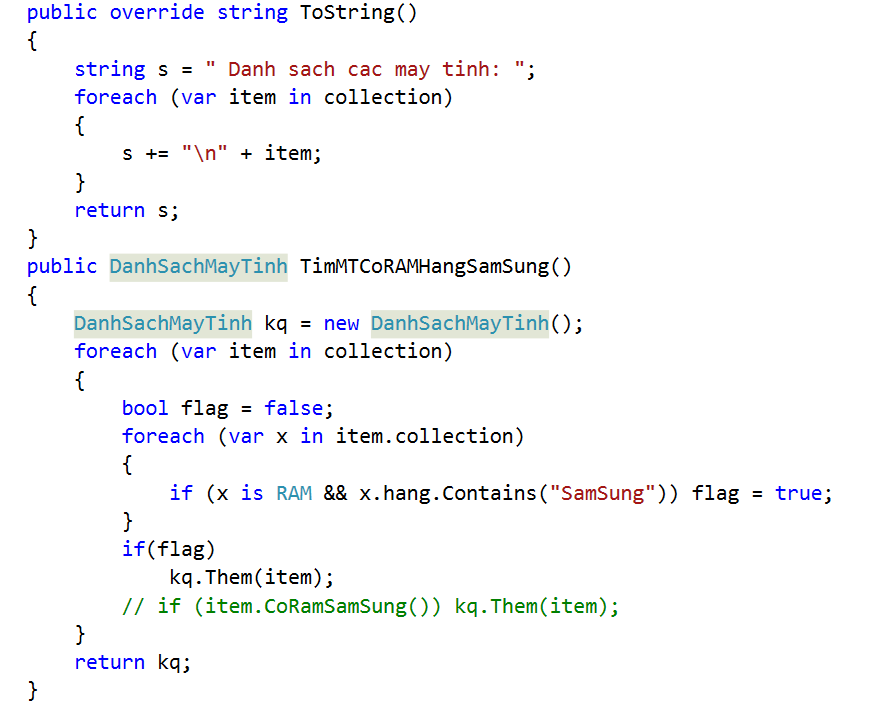 public override string ToString()
{
    string s = " Danh sach cac may tinh: ";
    foreach (var item in collection)
    {
        s += "\n" + item;
    }
    return s;
}
public DanhSachMayTinh TimMTCoRAMHangSamSung()
{
    DanhSachMayTinh kq = new DanhSachMayTinh();
    foreach (var item in collection)
    {
        bool flag = false;
        foreach (var x in item.collection)
        {
            if (x is RAM && x.hang.Contains("SamSung")) flag = true;
        }
        if(flag)
            kq.Them(item);
        // if (item.CoRamSamSung()) kq.Them(item);
    }
    return kq;
}